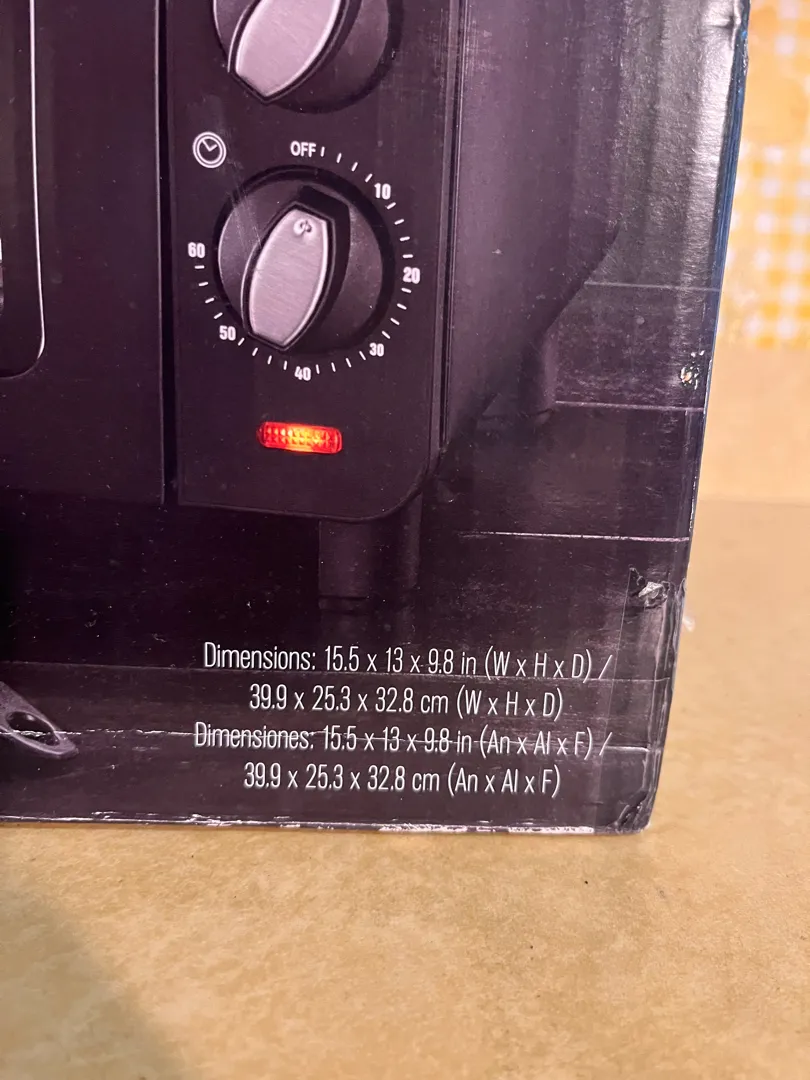 OFF
10
20
30
40
50
60
Dimensions: 15.5 x 13 x 9.8 in (W x H x D) /
39.9 x 25.3 x 32.8 cm (W x H x D)
Dimensiones: 15.5 x 13 x 9.8 in (An x Al x F) /
39.9 x 25.3 x 32.8 cm (An x Al x F)